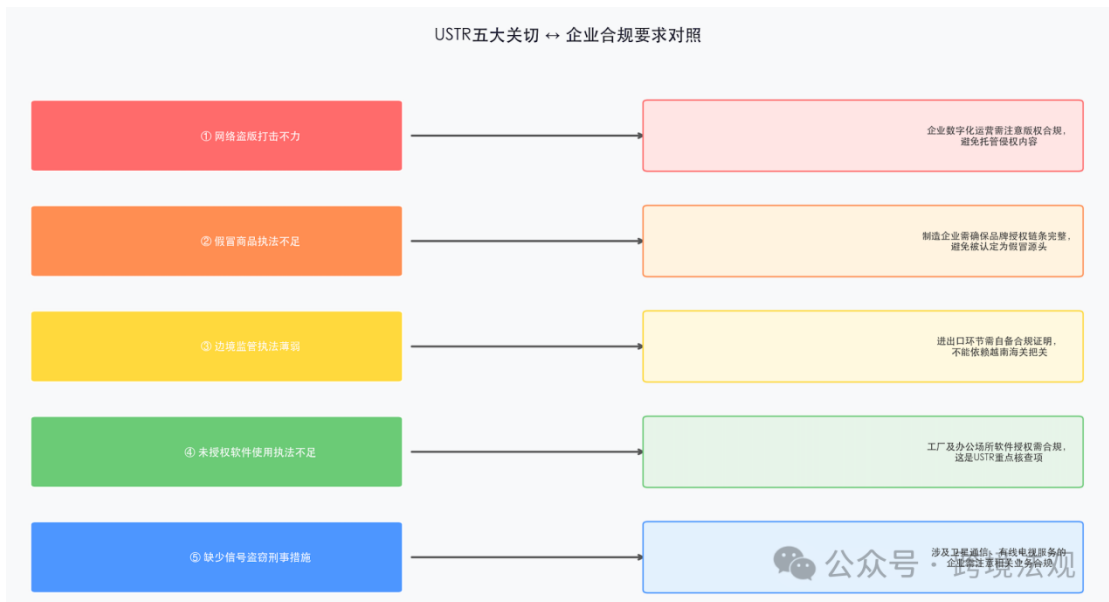 USTR五大关切 ↔ 企业合规要求对照
① 网络盗版打击不力
企业数字化运营需注意版权合规，
避免托管侵权内容
② 假冒商品执法不足
制造企业需确保品牌授权链条完整，
避免被认定为假冒源头
③ 边境监管执法薄弱
进出口环节需自备合规证明，
不能依赖越南海关把关
④ 未授权软件使用执法不足
工厂及办公场所软件授权需合规，
这是USTR重点核查项
⑤ 缺少信号盗窃刑事措施
涉及卫星通信、有线电视服务的
企业需注意相关业务合规
公众号 · 跨境法观